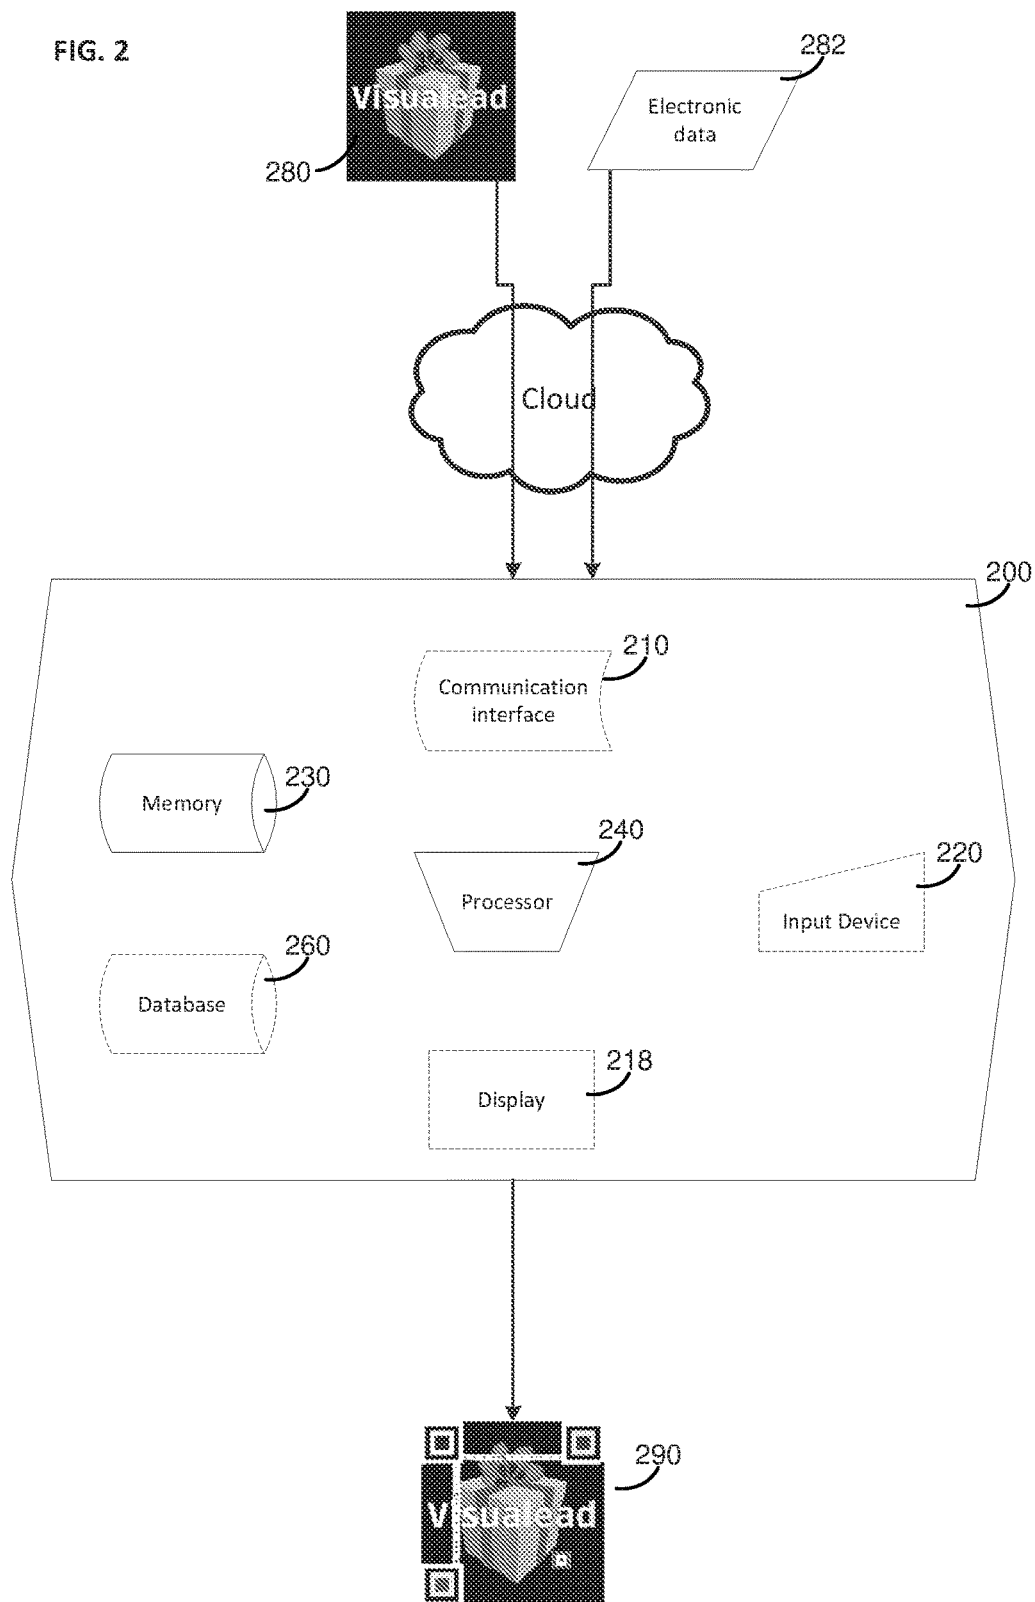 FIG. 2
Visualead
280
Electronic
data
282
Cloud
200
210
Communication
interface
Memory
230
240
Processor
220
Input Device
260
Database
218
Display
290
Visualead